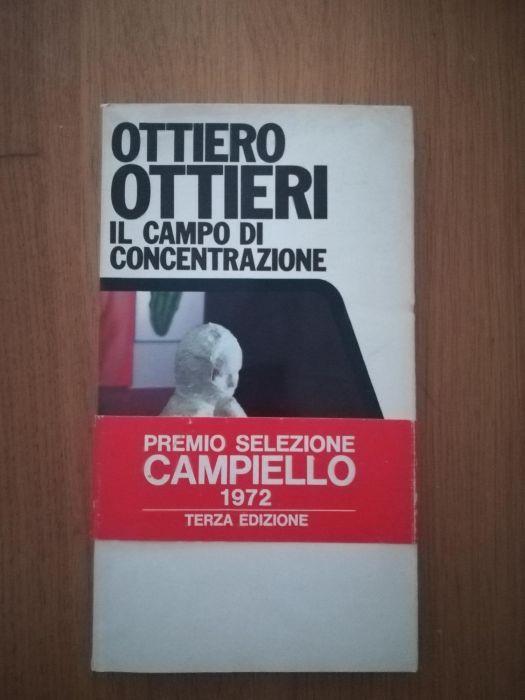 OTTIERO
OTTIERI
IL CAMPO DI
CONCENTRAZIONE
PREMIO SELEZIONE
CAMPIELLO
1972
TERZA EDIZIONE